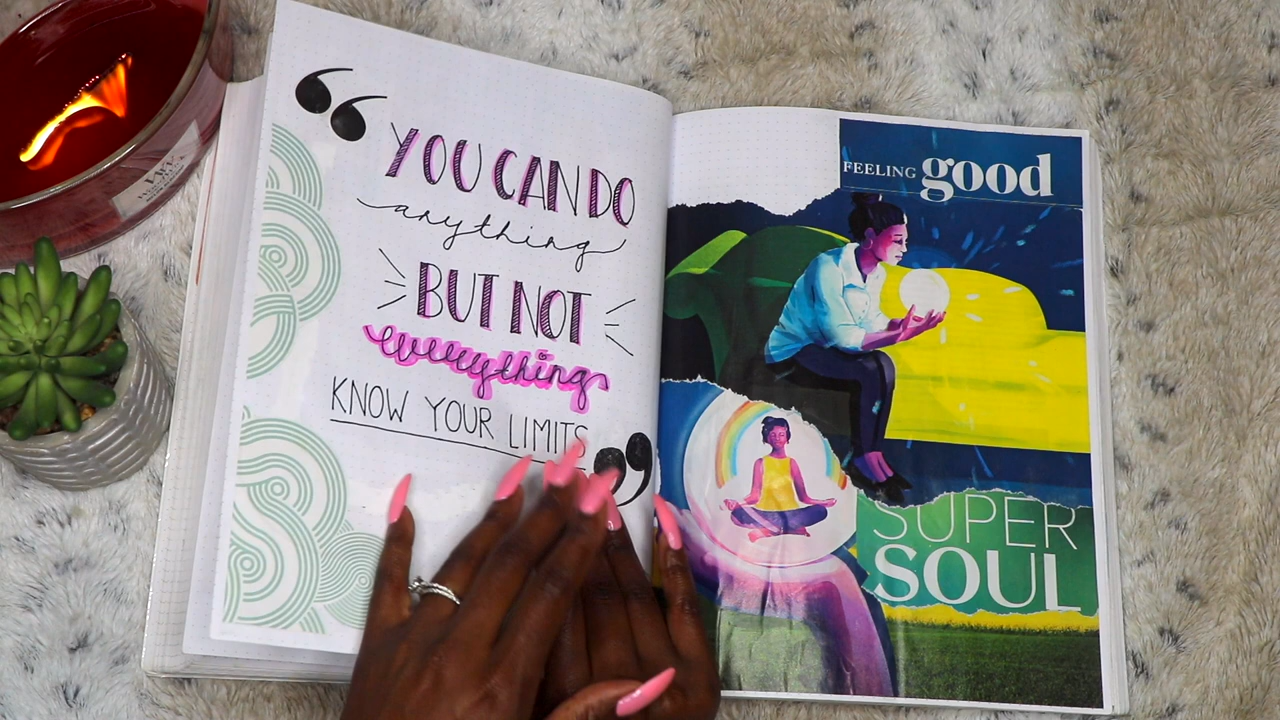 YOU CAN DO
anything
BUT NOT
everything
KNOW YOUR LIMITS
FEELING good
SUPER
SOUL